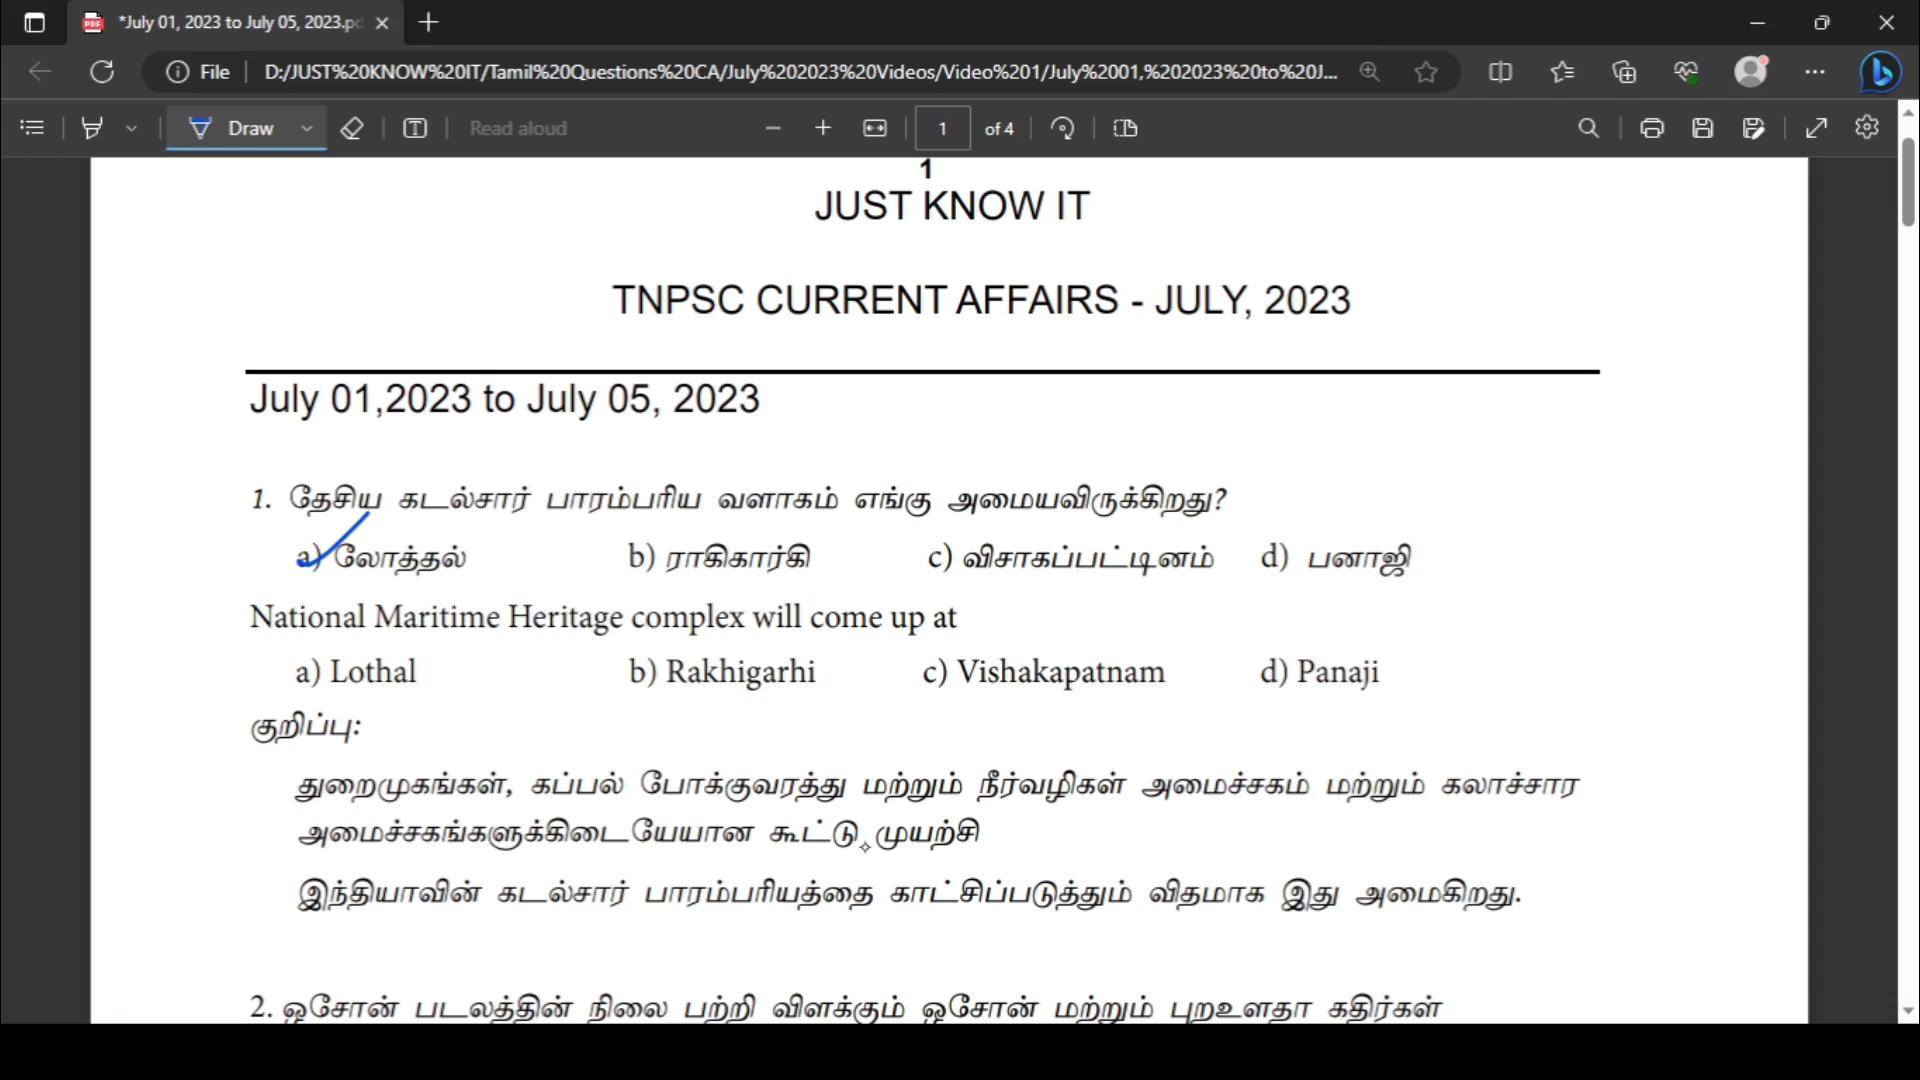 *July 01, 2023 to July 05, 2023.pd
File D:/JUST%20KNOW%20IT/Tamil%20Questions%20CA/July%202023%20Videos/Video%201/July%2001,%202023%20to%20J...
Draw Read aloud 1 of 4
1
JUST KNOW IT
TNPSC CURRENT AFFAIRS - JULY, 2023
July 01,2023 to July 05, 2023
1. தேசிய கடல்சார் பாரம்பரிய வளாகம் எங்கு அமையவிருக்கிறது?
a) லோத்தல் b) ராகிகார்கி c) விசாகப்பட்டினம் d) பனாஜி
National Maritime Heritage complex will come up at
a) Lothal b) Rakhigarhi c) Vishakapatnam d) Panaji
குறிப்பு:
துறைமுகங்கள், கப்பல் போக்குவரத்து மற்றும் நீர்வழிகள் அமைச்சகம் மற்றும் கலாச்சார
அமைச்சகங்களுக்கிடையேயான கூட்டு முயற்சி
இந்தியாவின் கடல்சார் பாரம்பரியத்தை காட்சிப்படுத்தும் விதமாக இது அமைகிறது.
2. ஒசோன் படலத்தின் நிலை பற்றி விளக்கும் ஒசோன் மற்றும் புறஉளதா கதிர்கள்